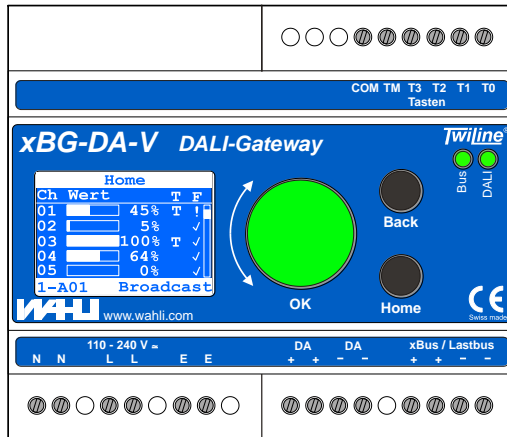 COM TM T3 T2 T1 T0
Tasten
xBG-DA-V DALI-Gateway
Twiline®
Bus DALI
Home
Ch Wert T F
01 45% T !
02 5% ✓
03 100% T ✓
04 64% ✓
05 0%
1-A01 Broadcast
Back
OK
Home
WAHLI www.wahli.com
CE
Swiss made
110 - 240 V ≃ DA DA xBus / Lastbus
N N L L E E + + − − + + − −